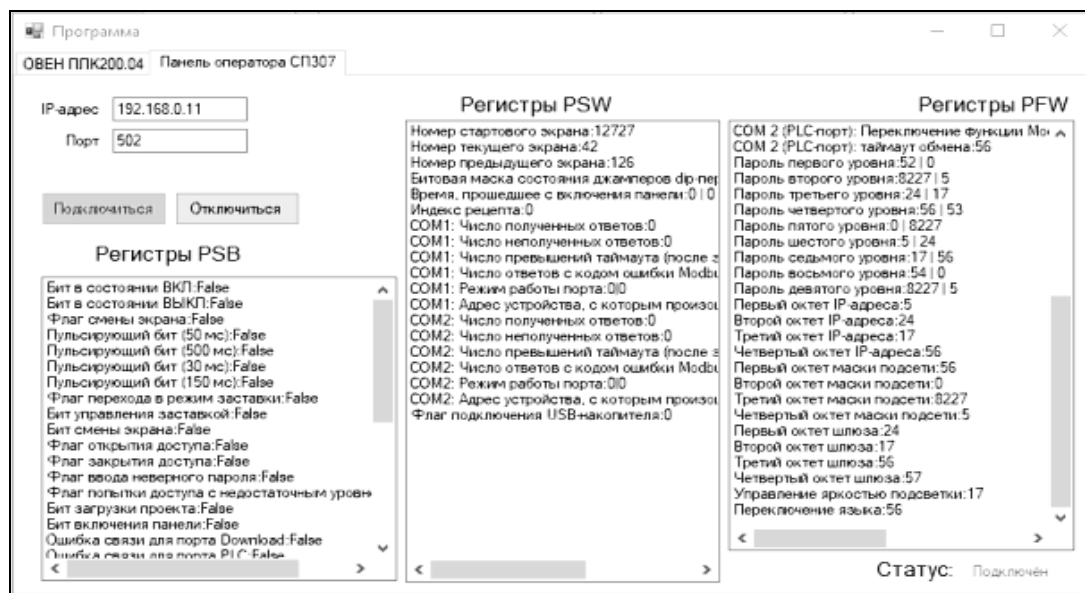 Программа
ОВЕН ПЛК200.04 Панель оператора СП307
IP-адрес 192.168.0.11
Порт 502
Подключиться Отключиться
Регистры PSB
Бит в состоянии ВКЛ:False
Бит в состоянии ВЫКЛ:False
Флаг смены экрана:False
Пульсирующий бит (50 мс):False
Пульсирующий бит (500 мс):False
Пульсирующий бит (30 мс):False
Пульсирующий бит (150 мс):False
Флаг перехода в режим заставки:False
Бит управления заставкой:False
Бит смены экрана:False
Флаг открытия доступа:False
Флаг закрытия доступа:False
Флаг ввода неверного пароля:False
Флаг попытки доступа с недостаточным уровн
Бит загрузки проекта:False
Бит включения панели:False
Ошибка связи для порта Download:False
Ошибка связи для порта PLC:False
Регистры PSW
Номер стартового экрана:12727
Номер текущего экрана:42
Номер предыдущего экрана:126
Битовая маска состояния джамперов dip-пер
Время, прошедшее с включения панели:0 | 0
Индекс рецепта:0
COM1: Число полученных ответов:0
COM1: Число неполученных ответов:0
COM1: Число превышений таймаута (после з
COM1: Число ответов с кодом ошибки Modbu
COM1: Режим работы порта:0|0
COM1: Адрес устройства, с которым произош
COM2: Число полученных ответов:0
COM2: Число неполученных ответов:0
COM2: Число превышений таймаута (после з
COM2: Число ответов с кодом ошибки Modbu
COM2: Режим работы порта:0|0
COM2: Адрес устройства, с которым произош
Флаг подключения USB-накопителя:0
Регистры PFW
COM 2 (PLC-порт): Переключение функции Мо
COM 2 (PLC-порт): таймаут обмена:56
Пароль первого уровня:52 | 0
Пароль второго уровня:8227 | 5
Пароль третьего уровня:24 | 17
Пароль четвертого уровня:56 | 53
Пароль пятого уровня:0 | 8227
Пароль шестого уровня:5 | 24
Пароль седьмого уровня:17 | 56
Пароль восьмого уровня:54 | 0
Пароль девятого уровня:8227 | 5
Первый октет IP-адреса:5
Второй октет IP-адреса:24
Третий октет IP-адреса:17
Четвертый октет IP-адреса:56
Первый октет маски подсети:56
Второй октет маски подсети:0
Третий октет маски подсети:8227
Четвертый октет маски подсети:5
Первый октет шлюза:24
Второй октет шлюза:17
Третий октет шлюза:56
Четвертый октет шлюза:57
Управление яркостью подсветки:17
Переключение языка:56
Статус: Подключён